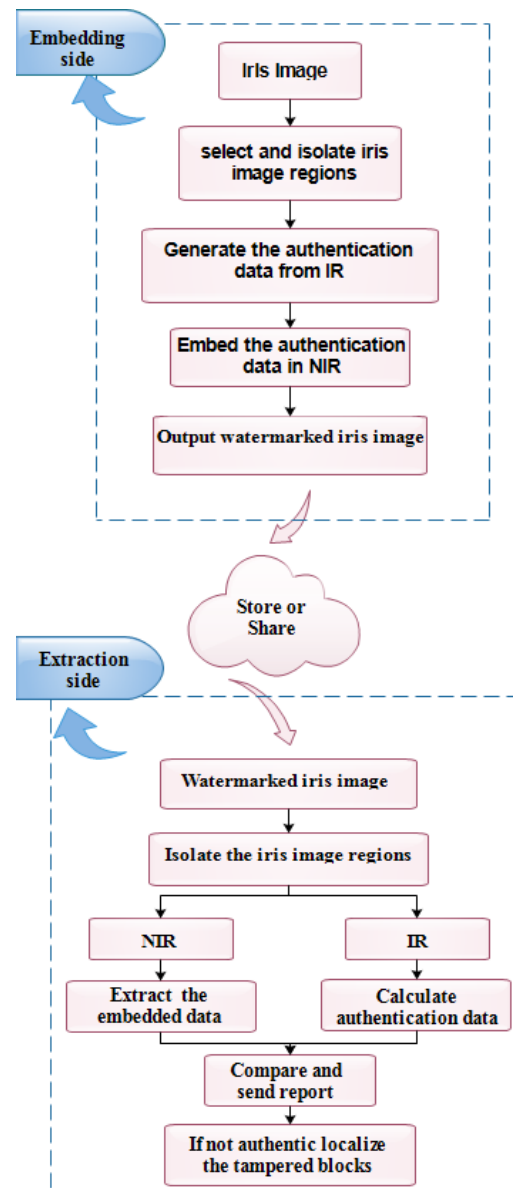 Embedding
side
Iris Image
select and isolate iris
image regions
Generate the authentication
data from IR
Embed the authentication
data in NIR
Output watermarked iris image
Store or
Share
Extraction
side
Watermarked iris image
Isolate the iris image regions
NIR
IR
Extract the
embedded data
Calculate
authentication data
Compare and
send report
If not authentic localize
the tampered blocks